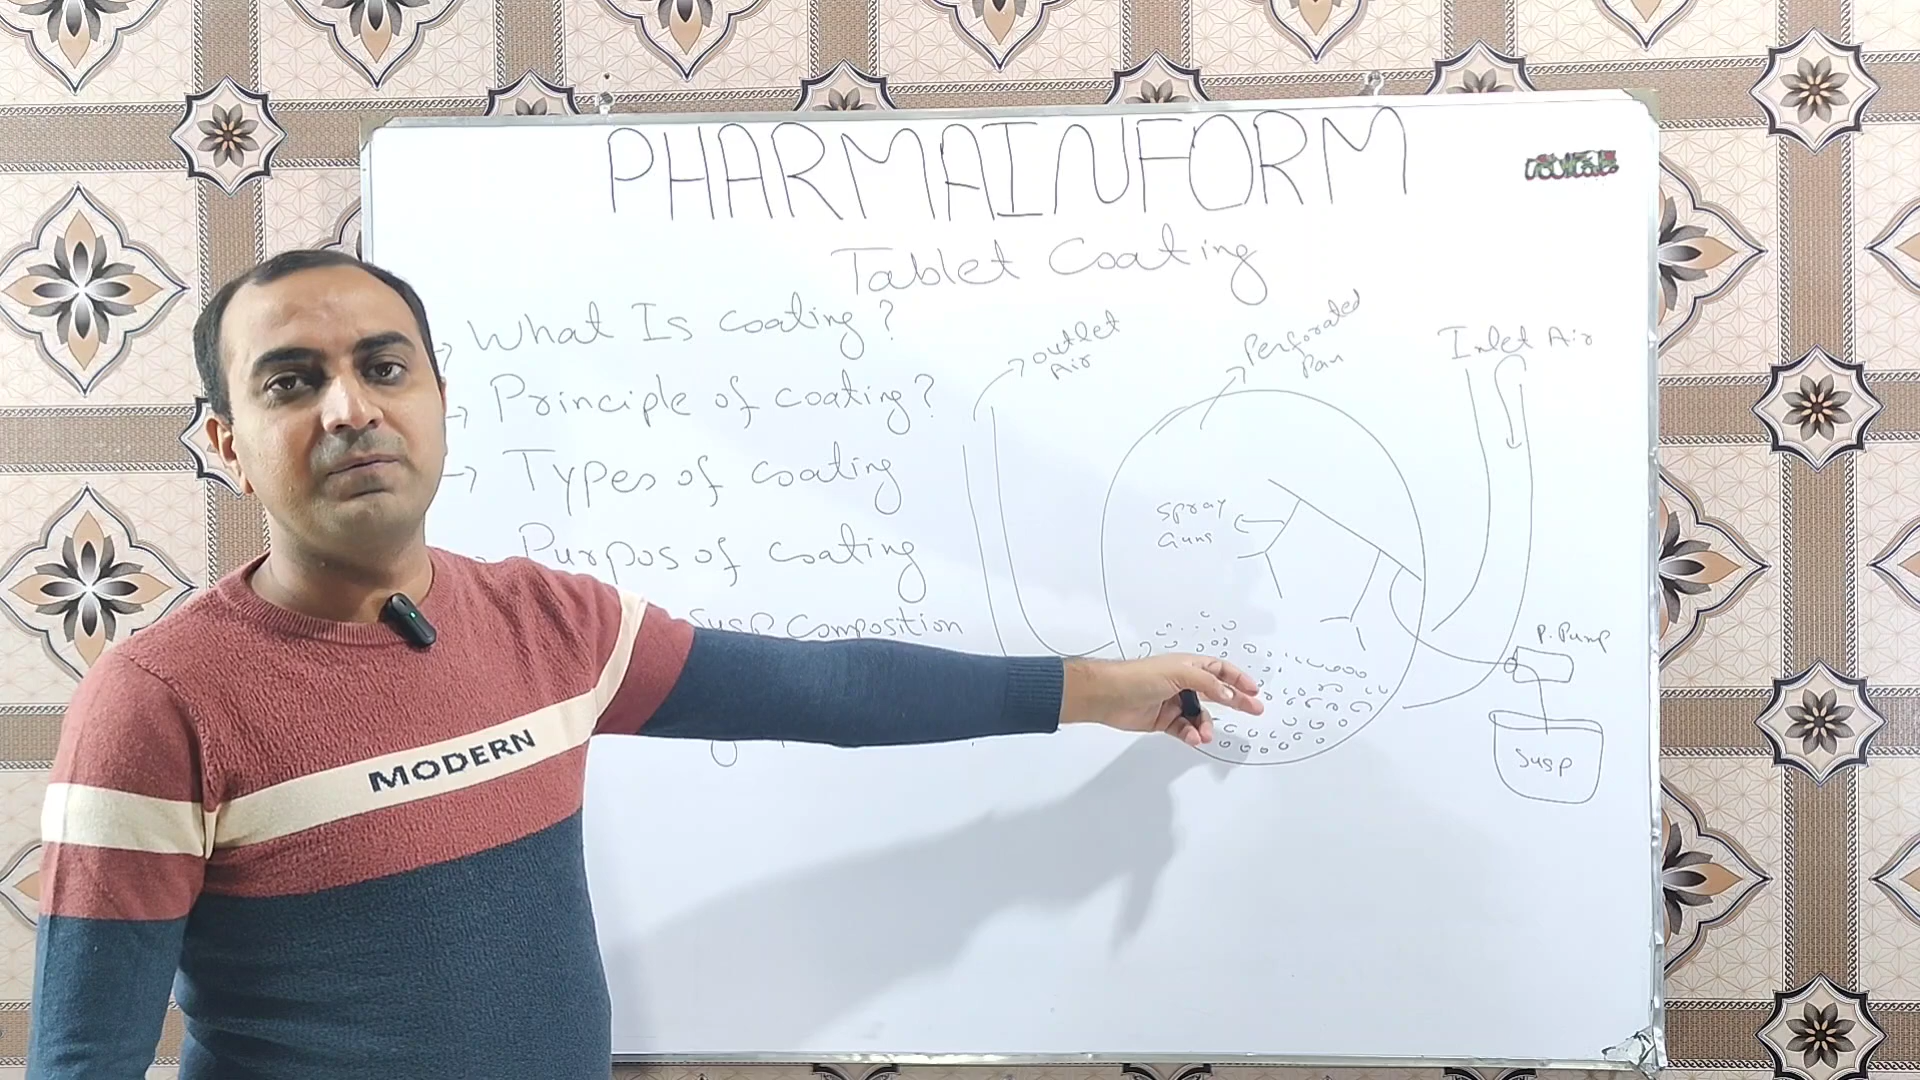 PHARMAINFORM
Tablet Coating
→ What Is coating?
→ Principle of coating?
→ Types of coating
Purpos of coating
Susp Composition
outlet
Air
Perforated
Pan
Inlet Air
Spray
Guns
P. Pump
Susp
MODERN